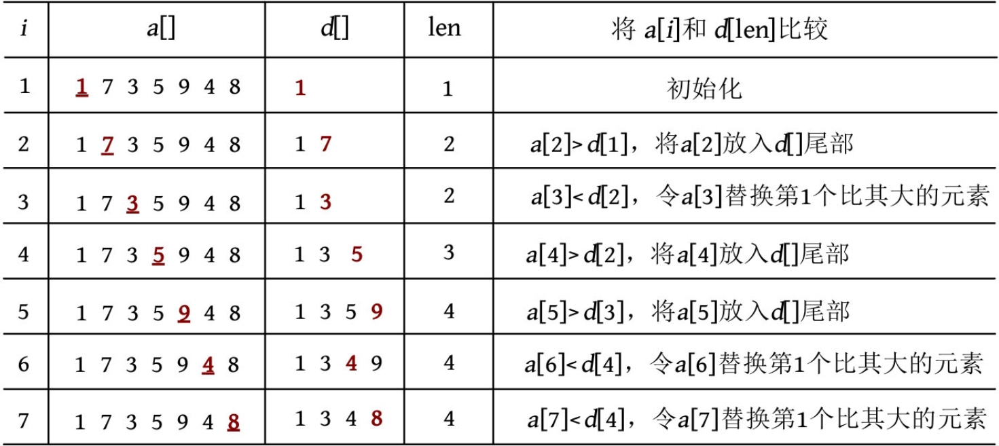 i a[] d[] len 将 a[i]和 d[len]比较
1 1 7 3 5 9 4 8 1 1 初始化
2 1 7 3 5 9 4 8 1 7 2 a[2]>d[1],将a[2]放入d[]尾部
3 1 7 3 5 9 4 8 1 3 2 a[3]<d[2],令a[3]替换第1个比其大的元素
4 1 7 3 5 9 4 8 1 3 5 3 a[4]>d[2],将a[4]放入d[]尾部
5 1 7 3 5 9 4 8 1 3 5 9 4 a[5]>d[3],将a[5]放入d[]尾部
6 1 7 3 5 9 4 8 1 3 4 9 4 a[6]<d[4],令a[6]替换第1个比其大的元素
7 1 7 3 5 9 4 8 1 3 4 8 4 a[7]<d[4],令a[7]替换第1个比其大的元素